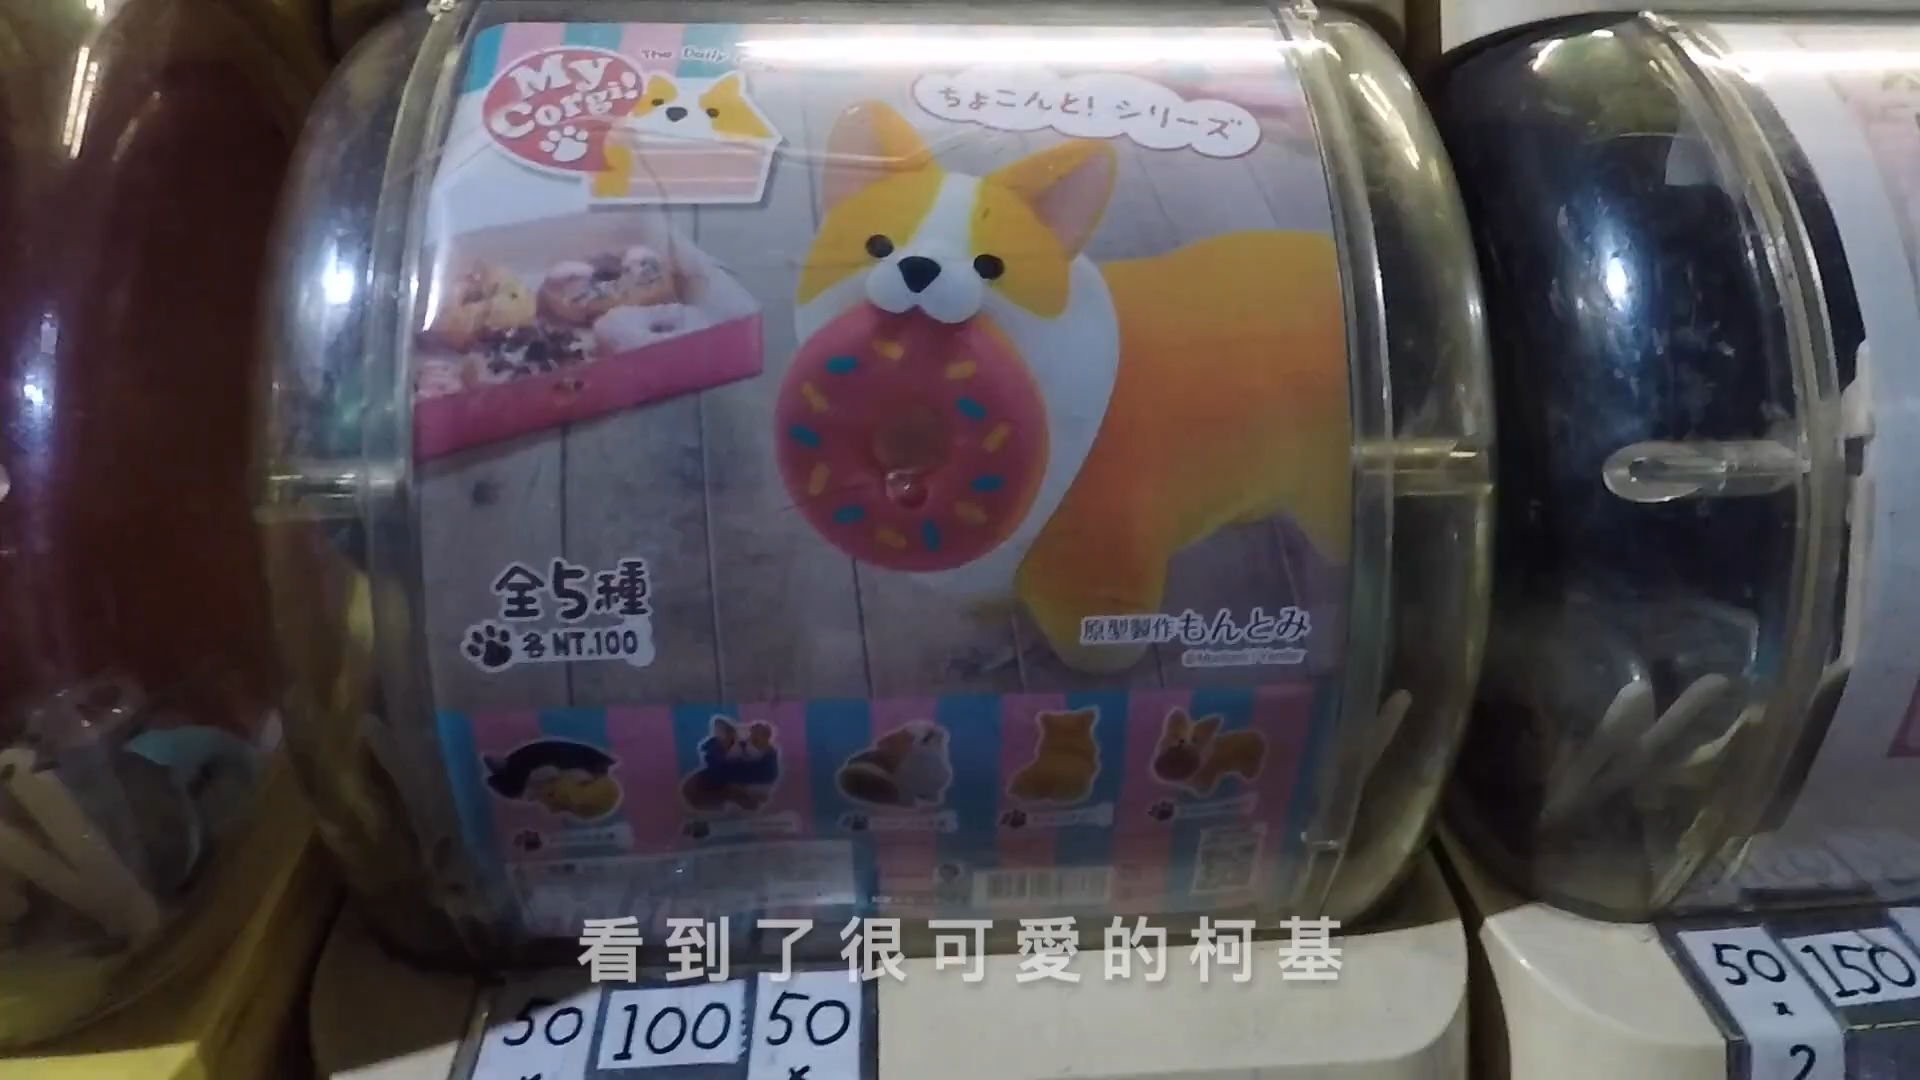 My
Corgi!
The Daily
ちょこんと！シリーズ
全5種
各NT.100
原型製作 もんとみ
看到了很可愛的柯基
50 100 50
50 150
x
2